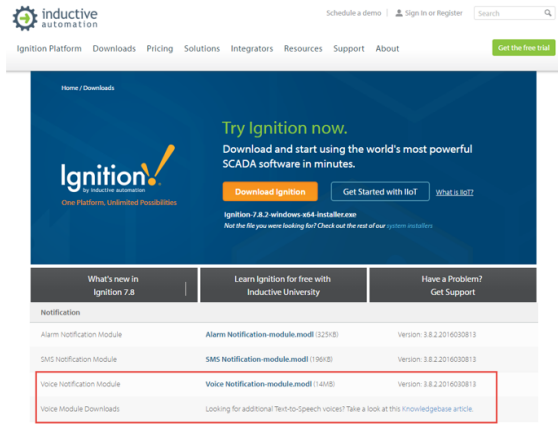 inductive
automation
Schedule a demo
Sign In or Register
Search
Ignition Platform Downloads Pricing Solutions Integrators Resources Support About
Get the free trial
Home / Downloads
Try Ignition now.
Download and start using the world's most powerful
SCADA software in minutes.
Ignition!
by inductive automation
One Platform, Unlimited Possibilities
Download Ignition
Get Started with IIoT
What is IIoT?
Ignition-7.8.2-windows-x64-installer.exe
Not the file you were looking for? Check out the rest of our system installers
What's new in
Ignition 7.8
Learn Ignition for free with
Inductive University
Have a Problem?
Get Support
Notification
Alarm Notification Module Alarm Notification-module.modl (325KB) Version: 3.8.2.2016030813
SMS Notification Module SMS Notification-module.modl (196KB) Version: 3.8.2.2016030813
Voice Notification Module Voice Notification-module.modl (14MB) Version: 3.8.2.2016030813
Voice Module Downloads Looking for additional Text-to-Speech voices? Take a look at this Knowledgebase article.